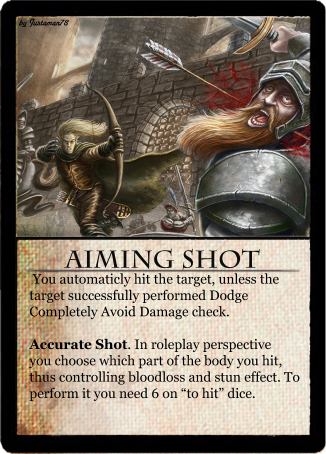 by Justaman78
AIMING SHOT
You automaticly hit the target, unless the
target successfully performed Dodge
Completely Avoid Damage check.
Accurate Shot. In roleplay perspective
you choose which part of the body you hit,
thus controlling bloodloss and stun effect. To
perform it you need 6 on “to hit” dice.